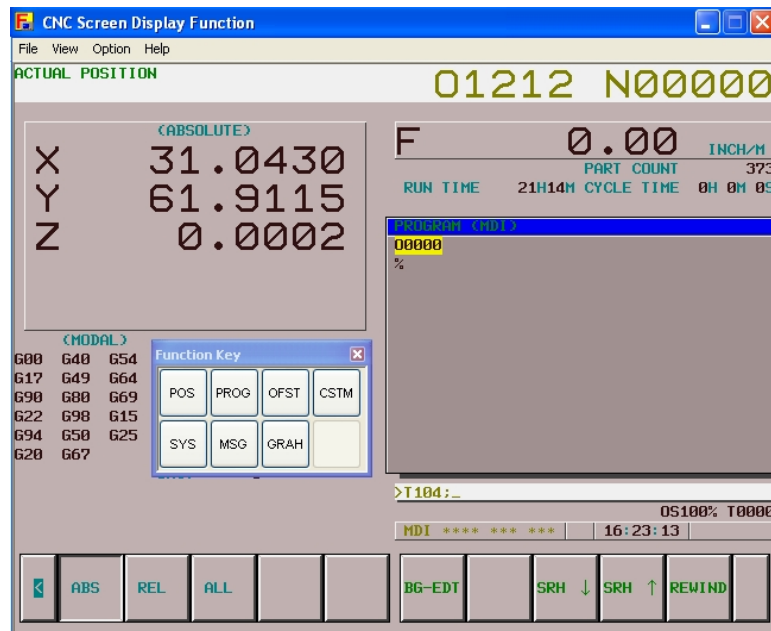 CNC Screen Display Function
File View Option Help
ACTUAL POSITION
O1212 N00000
(ABSOLUTE)
X 31.0430
Y 61.9115
Z 0.0002
F 0.00 INCH/M
PART COUNT 373
RUN TIME 21H14M CYCLE TIME 0H 0M 0S
PROGRAM (MDI)
O0000
%
(MODAL)
G00 G40 G54
G17 G49 G64
G90 G80 G69
G22 G98 G15
G94 G50 G25
G20 G67
Function Key
POS PROG OFST CSTM
SYS MSG GRAH
>T104;_
OS100% T0000
MDI **** *** ***
16:23:13
< ABS REL ALL
BG-EDT SRH ↓ SRH ↑ REWIND